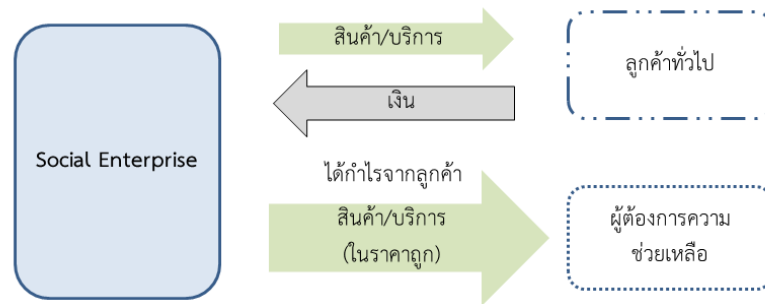 Social Enterprise
สินค้า/บริการ
เงิน
ลูกค้าทั่วไป
ได้กำไรจากลูกค้า
สินค้า/บริการ
(ในราคาถูก)
ผู้ต้องการความ
ช่วยเหลือ